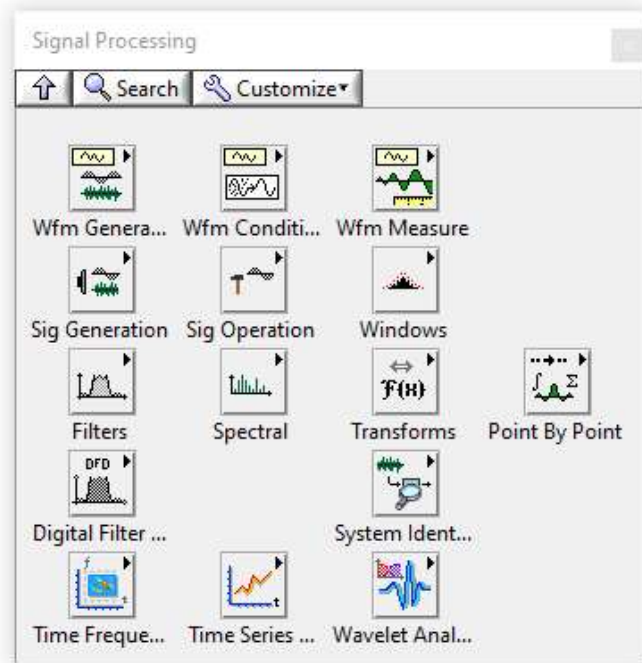 Signal Processing
Search Customize
Wfm Genera... Wfm Conditi... Wfm Measure
Sig Generation Sig Operation Windows
F(x)
Filters Spectral Transforms Point By Point
DFD
Digital Filter ... System Ident...
f t t
Time Freque... Time Series ... Wavelet Anal...